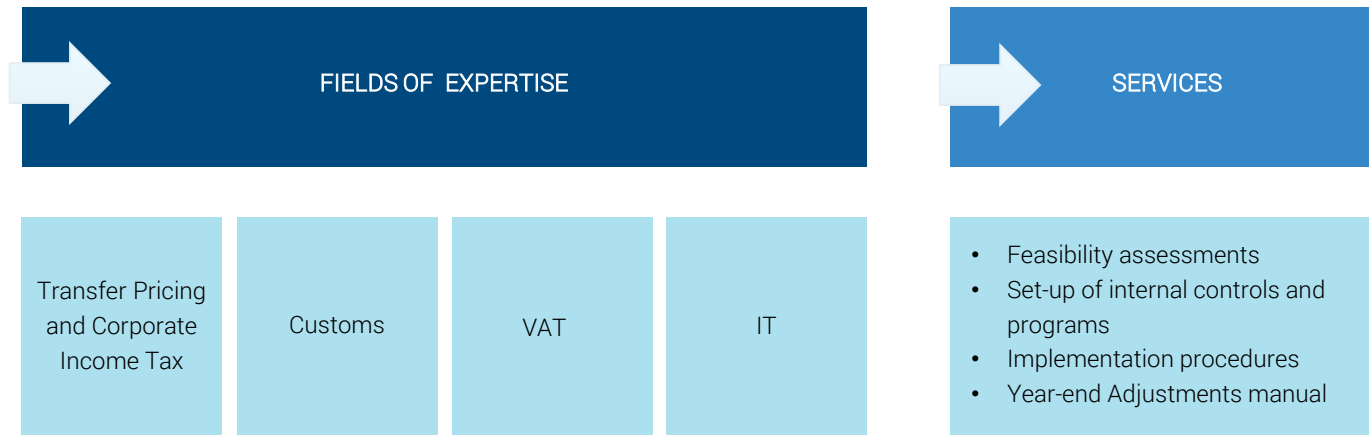 FIELDS OF EXPERTISE
SERVICES
Transfer Pricing
and Corporate
Income Tax
Customs
VAT
IT
• Feasibility assessments
• Set-up of internal controls and
programs
• Implementation procedures
• Year-end Adjustments manual